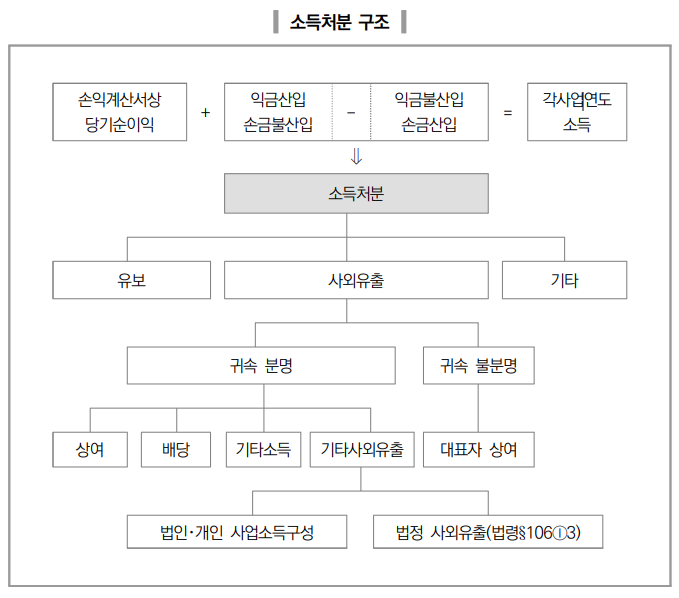 소득처분 구조
손익계산서상
당기순이익
+
익금산입
손금불산입
-
익금불산입
손금산입
=
각사업연도
소득
⇓
소득처분
유보
사외유출
기타
귀속 분명
귀속 불분명
상여
배당
기타소득
기타사외유출
대표자 상여
법인·개인 사업소득구성
법정 사외유출(법령§106①3)